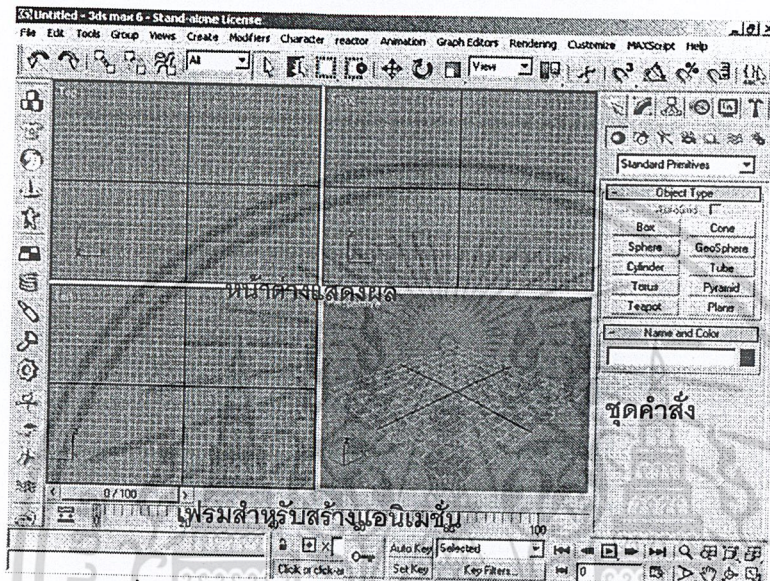 Untitled - 3ds max 6 - Stand-alone License
File Edit Tools Group Views Create Modifiers Character reactor Animation Graph Editors Rendering Customize MAXScript Help
All
View
Standard Primitives
Object Type
AutoGrid
Box Cone
Sphere GeoSphere
Cylinder Tube
Torus Pyramid
Teapot Plane
Name and Color
หน้าต่างแสดงผล
ชุดคำสั่ง
0 / 100
เฟรมสำหรับสร้างแอนิเมชั่น
100
X
Auto Key Selected
Click or click-a
Set Key Key Filters...
0